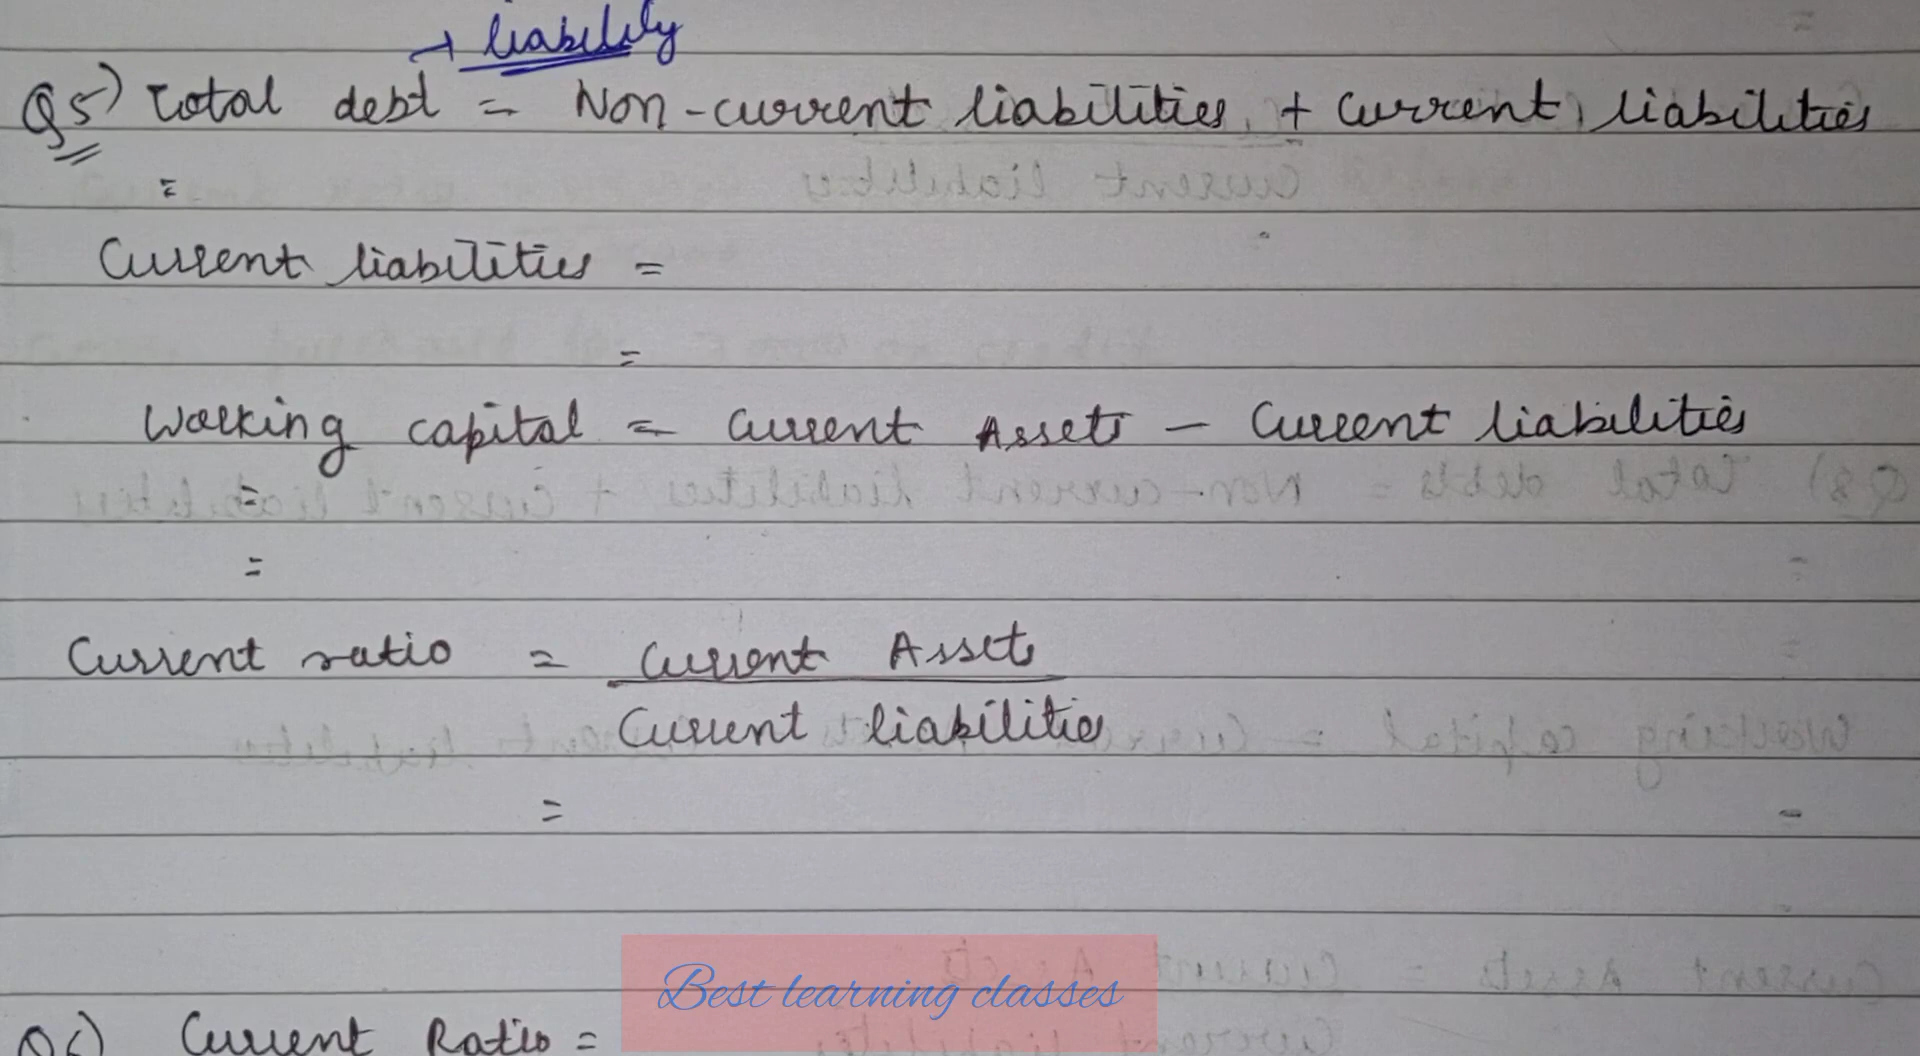 → liability
Q5) Total debt = Non-current liabilities + Current liabilities
=
Current liabilities =
=
Working capital = Current Assets - Current liabilities
=
=
Current ratio = Current Assets
Current liabilities
=
Best learning classes
Q6) Current Ratio =